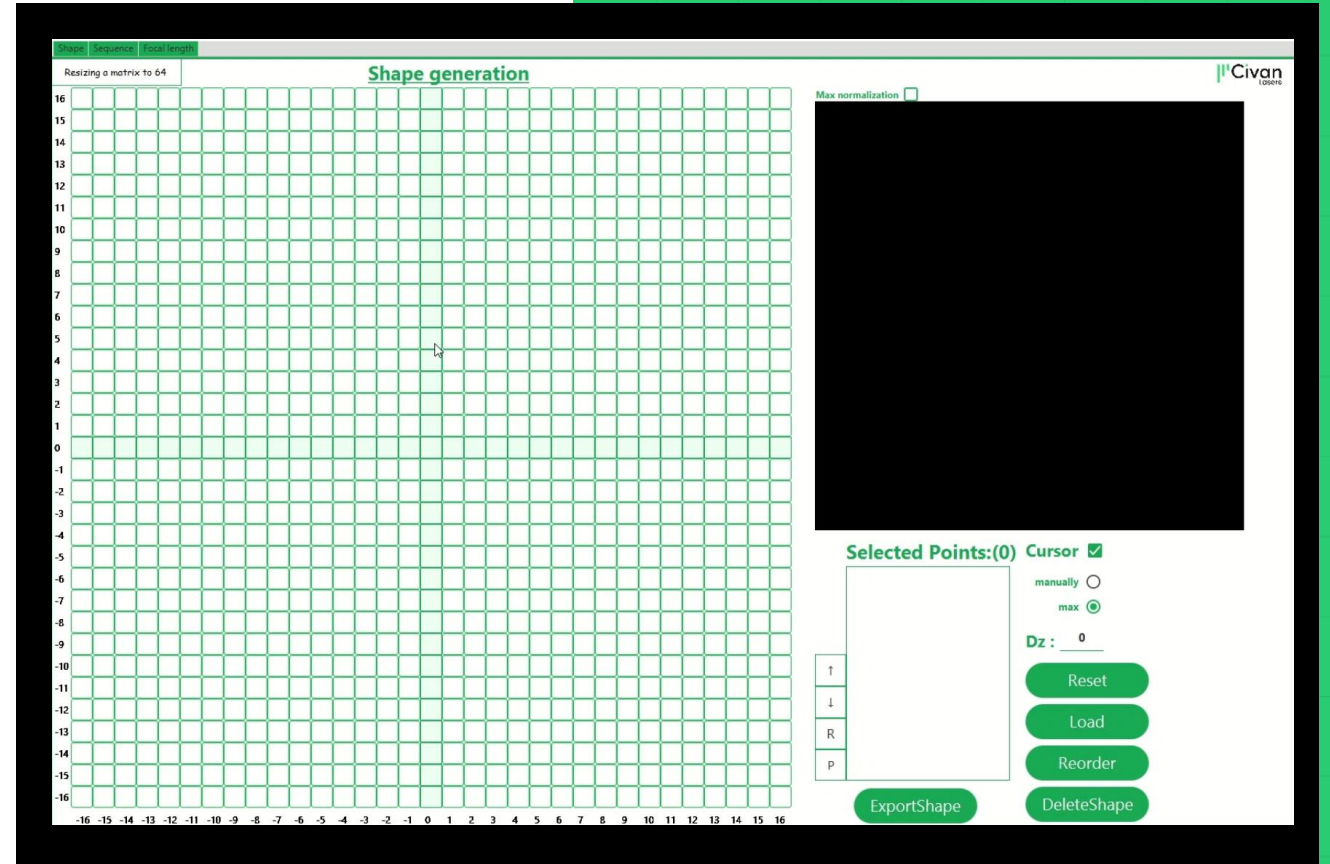 Shape Sequence Focal length
Resizing a matrix to 64
Shape generation
Civan
Lasers
Max normalization
16
15
14
13
12
11
10
9
8
7
6
5
4
3
2
1
0
-1
-2
-3
-4
-5
-6
-7
-8
-9
-10
-11
-12
-13
-14
-15
-16
-16 -15 -14 -13 -12 -11 -10 -9 -8 -7 -6 -5 -4 -3 -2 -1 0 1 2 3 4 5 6 7 8 9 10 11 12 13 14 15 16
Selected Points:(0)
Cursor
manually
max
Dz : 0
↑
↓
R
P
Reset
Load
Reorder
DeleteShape
ExportShape